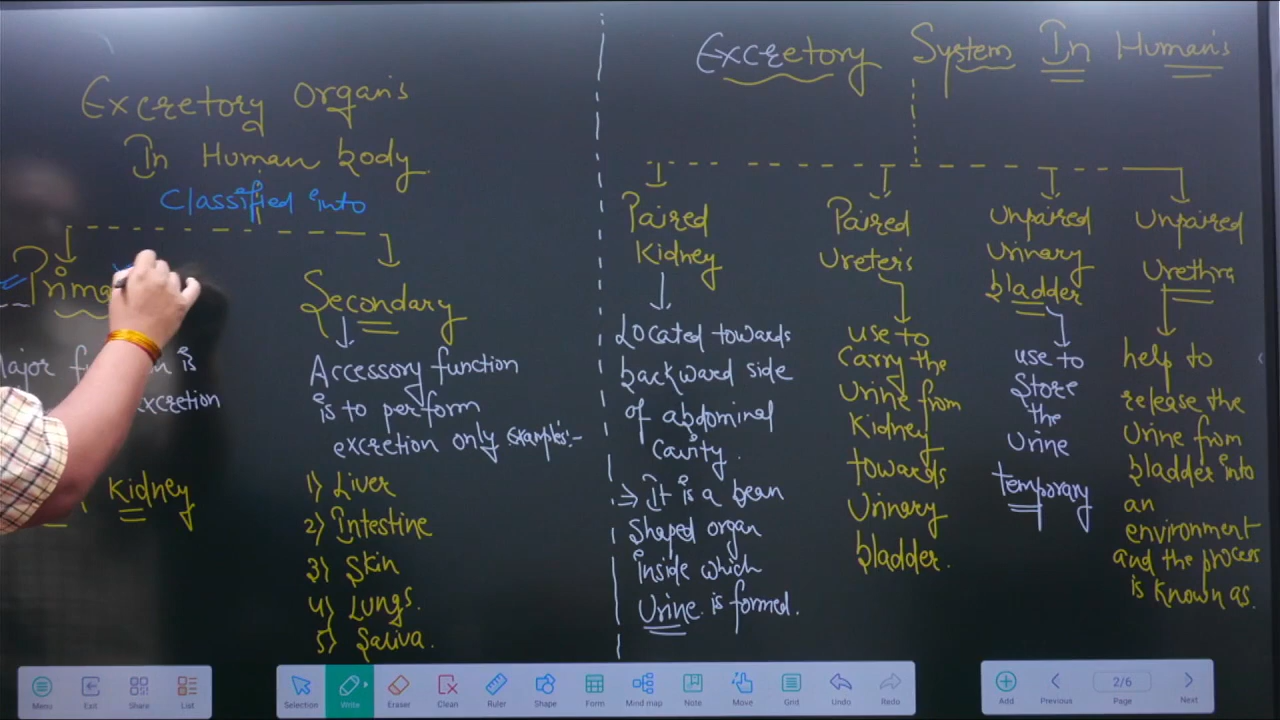 Excretory Organs
In Human body.
Classified into
Secondary
Major is
excretion
Kidney
Accessory function
is to perform
excretion only examples:-
1) Liver
2) Intestine
3) Skin
4) Lungs.
5) Saliva.
Excretory System In Human's
Paired
Kidney
Located towards
backward side
of abdominal
cavity.
⇒ It is a bean
Shaped organ
inside which
Urine is formed.
Paired
Ureters
use to
Carry the
Urine from
Kidney
towards
Urinary
bladder.
Unpaired
Urinary
bladder
use to
Store
the
Urine
temporary
Unpaired
Urethra
help to
release the
Urine from
bladder into
an
environment
and the process
is known as.
Menu Exit Share List
Selection Write Eraser Clean Ruler Shape Form Mind map Note Move Grid Undo Redo
2/6
Add Previous Page Next